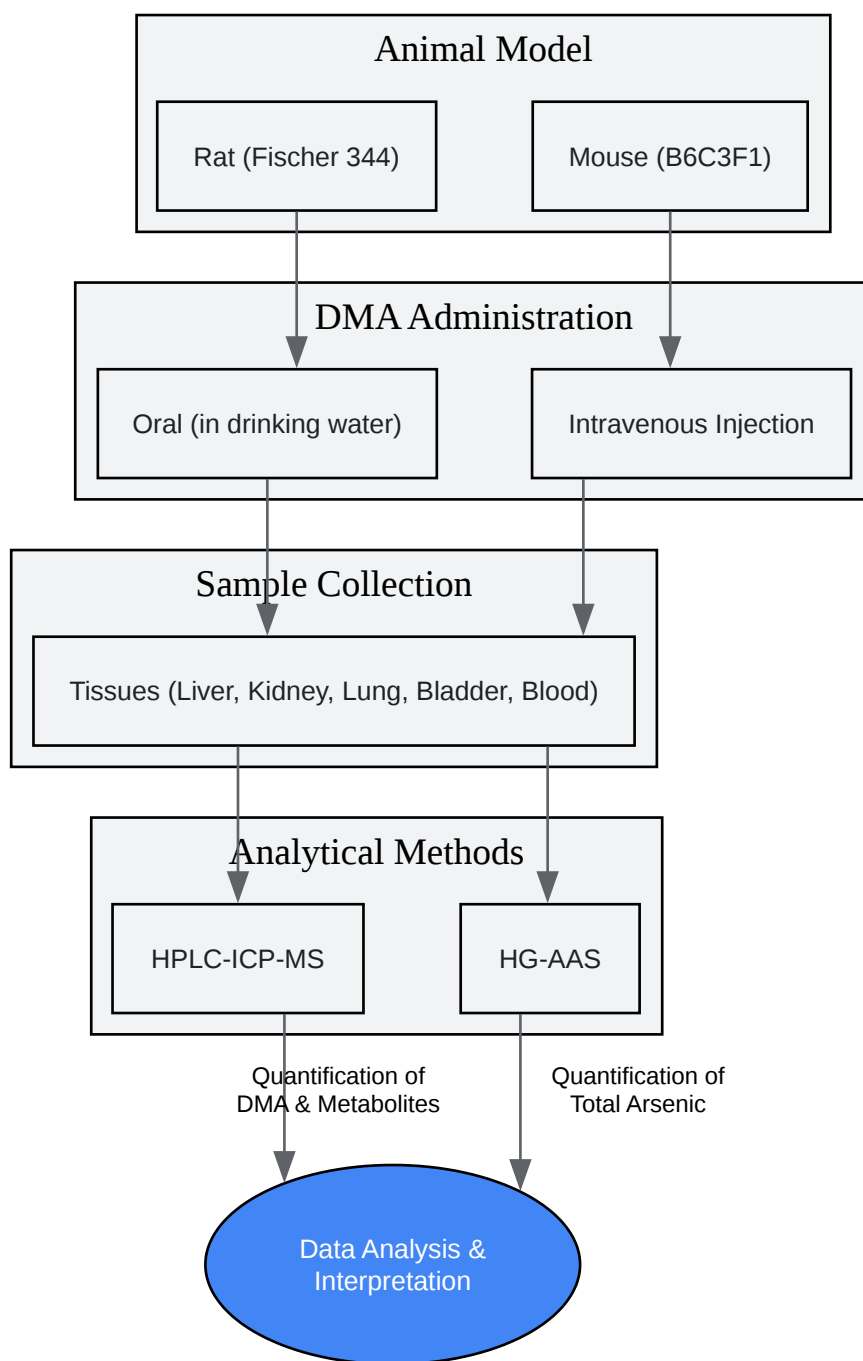 Animal Model
Rat (Fischer 344)
Mouse (B6C3F1)
DMA Administration
Oral (in drinking water)
Intravenous Injection
Sample Collection
Tissues (Liver, Kidney, Lung, Bladder, Blood)
Analytical Methods
HPLC-ICP-MS
HG-AAS
Quantification of
DMA & Metabolites
Quantification of
Total Arsenic
Data Analysis &
Interpretation